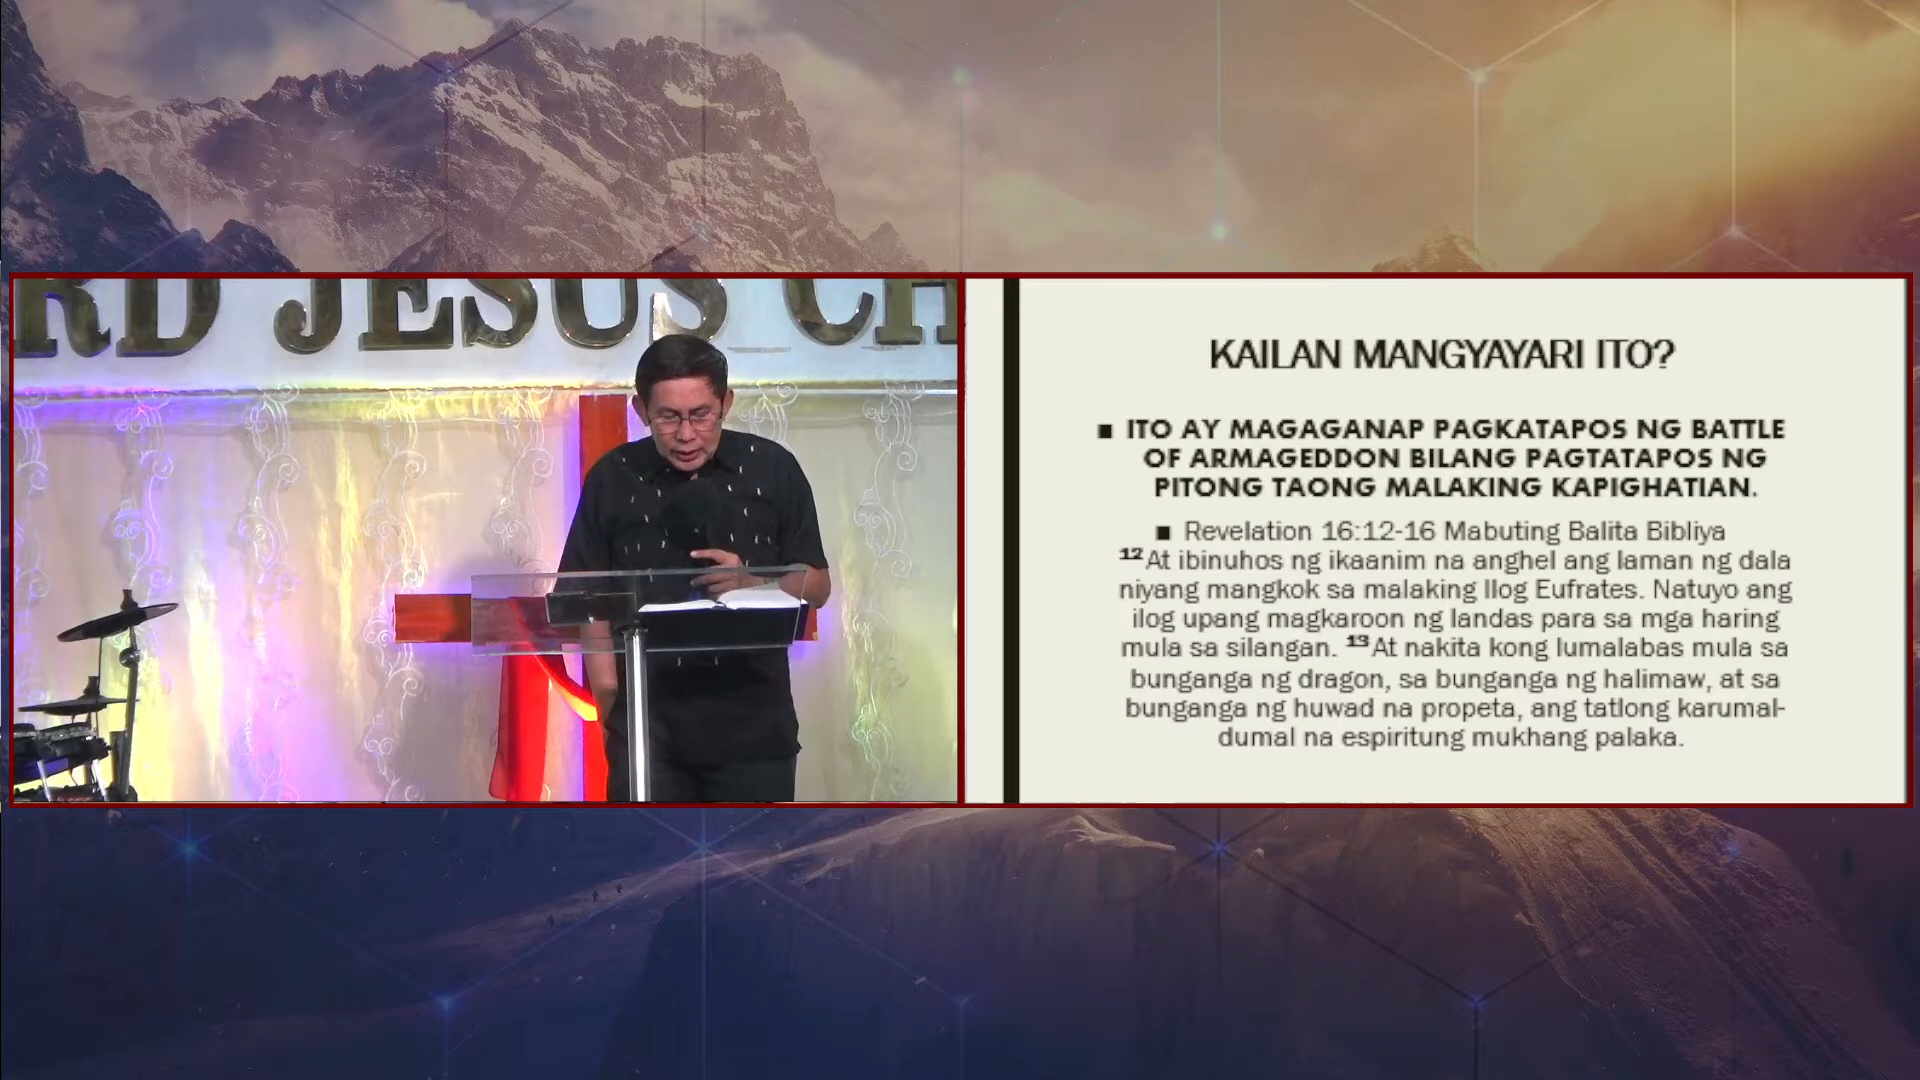 RD JESUS CH
KAILAN MANGYAYARI ITO?
▪ ITO AY MAGAGANAP PAGKATAPOS NG BATTLE
OF ARMAGEDDON BILANG PAGTATAPOS NG
PITONG TAONG MALAKING KAPIGHATIAN.
▪ Revelation 16:12-16 Mabuting Balita Bibliya
12 At ibinuhos ng ikaanim na anghel ang laman ng dala
niyang mangkok sa malaking Ilog Eufrates. Natuyo ang
ilog upang magkaroon ng landas para sa mga haring
mula sa silangan. 13 At nakita kong lumalabas mula sa
bunganga ng dragon, sa bunganga ng halimaw, at sa
bunganga ng huwad na propeta, ang tatlong karumal-
dumal na espiritung mukhang palaka.